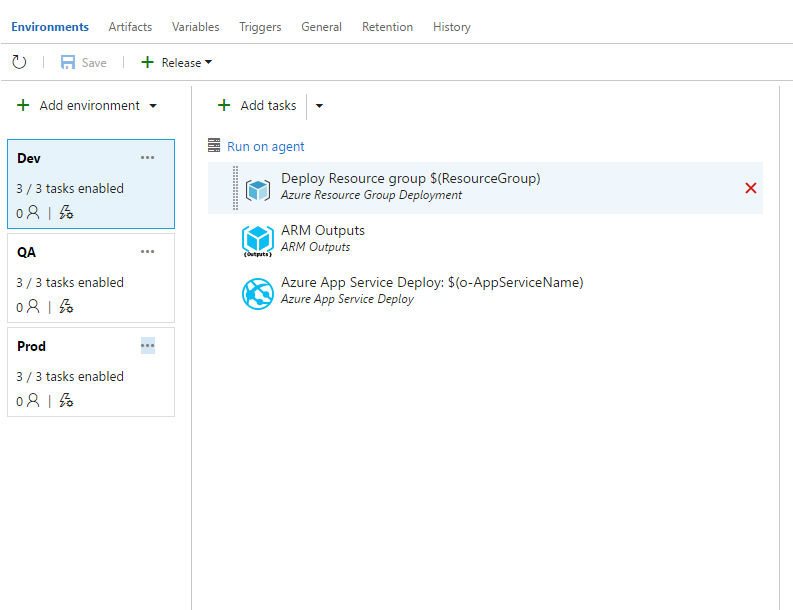 Environments Artifacts Variables Triggers General Retention History
Save
Release
Add environment
Add tasks
Dev
3 / 3 tasks enabled
0
QA
3 / 3 tasks enabled
0
Prod
3 / 3 tasks enabled
0
Run on agent
Deploy Resource group $(ResourceGroup)
Azure Resource Group Deployment
(Outputs)
ARM Outputs
ARM Outputs
Azure App Service Deploy: $(o-AppServiceName)
Azure App Service Deploy